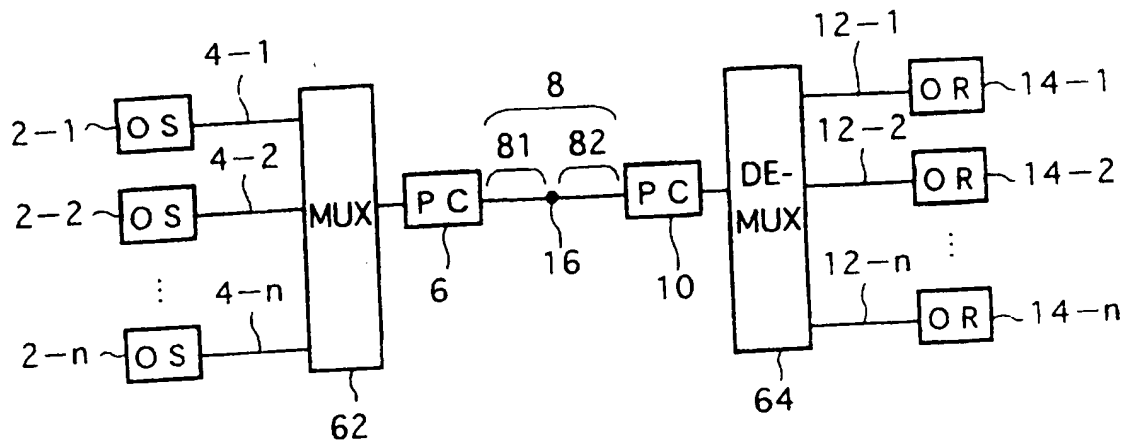 12-1
4-1
8
2-1 OS
OR 14-1
12-2
4-2
81 82
2-2 OS
MUX
PC
PC
DE-
MUX
OR 14-2
⋮
⋮
6
16
10
12-n
4-n
2-n OS
OR 14-n
62
64